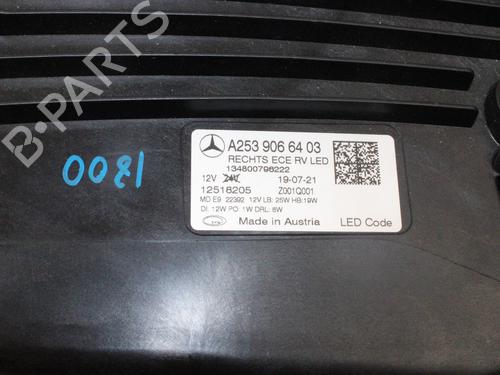 A253 906 64 03
RECHTS ECE RV LED
134800796222
12V 24V 19-07-21
12518205 Z001Q001
MD E9 22392 12V LB: 25W HB:19W
DI: 12W PO: 1W DRL: 8W
Made in Austria LED Code
0081
B-PARTS